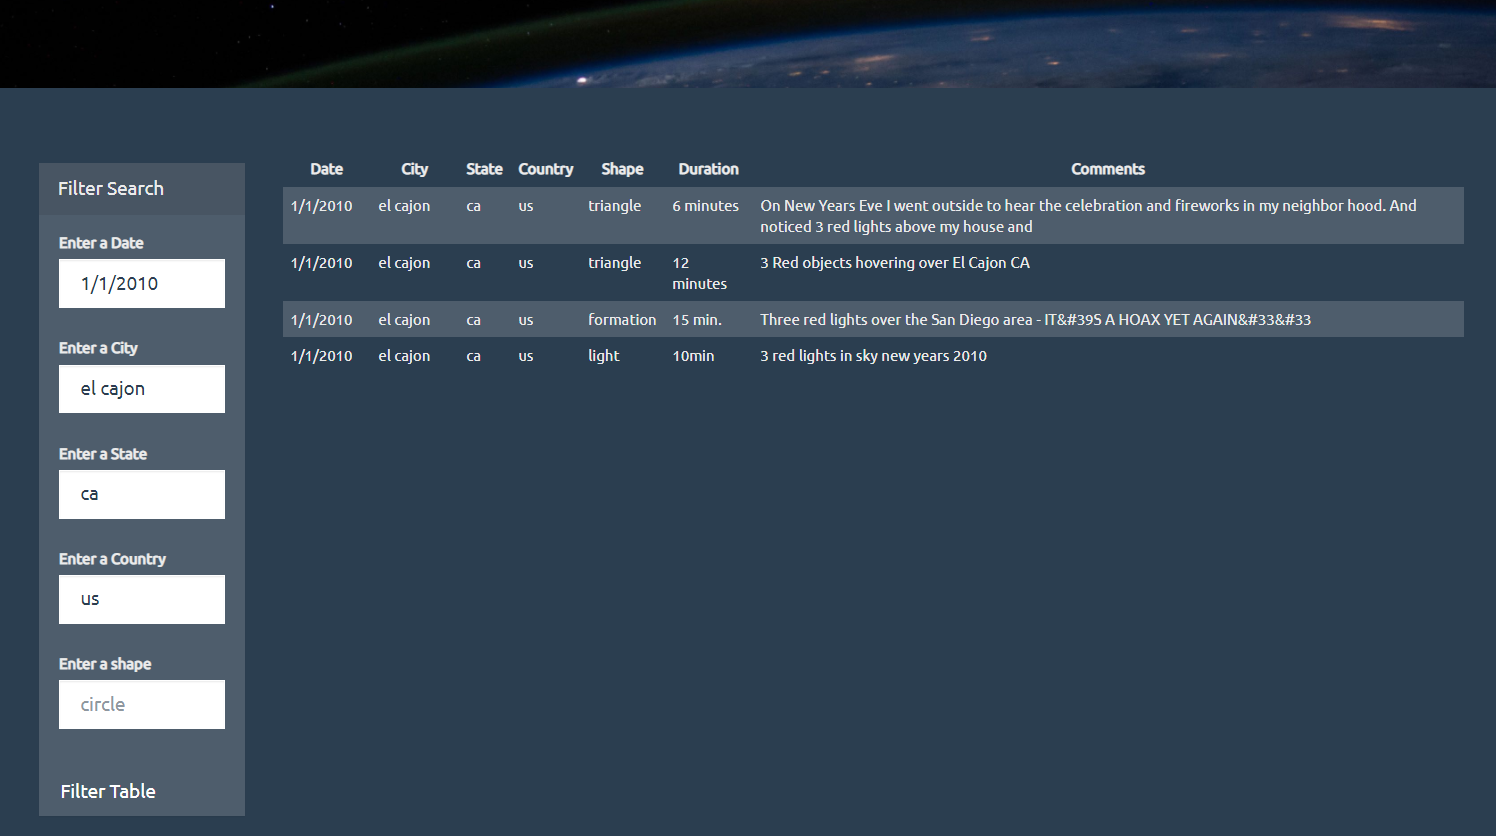 Filter Search
Enter a Date
1/1/2010
Enter a City
el cajon
Enter a State
ca
Enter a Country
us
Enter a shape
circle
Filter Table
Date City State Country Shape Duration Comments
1/1/2010 el cajon ca us triangle 6 minutes On New Years Eve I went outside to hear the celebration and fireworks in my neighbor hood. And
noticed 3 red lights above my house and
1/1/2010 el cajon ca us triangle 12 3 Red objects hovering over El Cajon CA
minutes
1/1/2010 el cajon ca us formation 15 min. Three red lights over the San Diego area - IT&#39S A HOAX YET AGAIN&#33&#33
1/1/2010 el cajon ca us light 10min 3 red lights in sky new years 2010